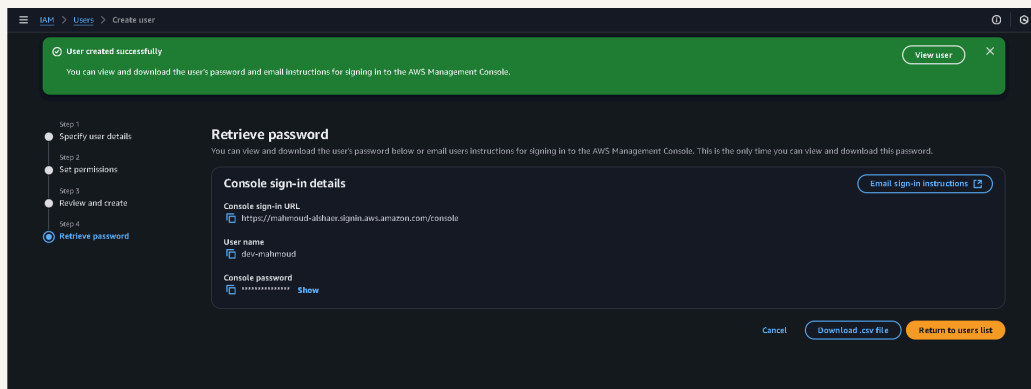 IAM > Users > Create user
User created successfully
You can view and download the user's password and email instructions for signing in to the AWS Management Console.
View user
Step 1
Specify user details
Step 2
Set permissions
Step 3
Review and create
Step 4
Retrieve password
Retrieve password
You can view and download the user's password below or email users instructions for signing in to the AWS Management Console. This is the only time you can view and download this password.
Console sign-in details
Email sign-in instructions
Console sign-in URL
https://mahmoud-alshaer.signin.aws.amazon.com/console
User name
dev-mahmoud
Console password
*************** Show
Cancel
Download .csv file
Return to users list